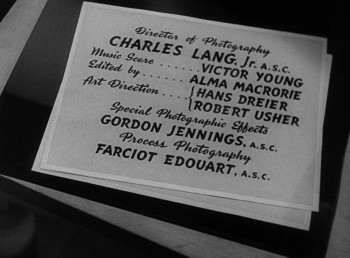 Director of Photography
CHARLES LANG, Jr. A.S.C.
Music Score ..... VICTOR YOUNG
Edited by ....... ALMA MACRORIE
Art Direction .... { HANS DREIER
ROBERT USHER
Special Photographic Effects
GORDON JENNINGS, A.S.C.
Process Photography
FARCIOT EDOUART, A.S.C.